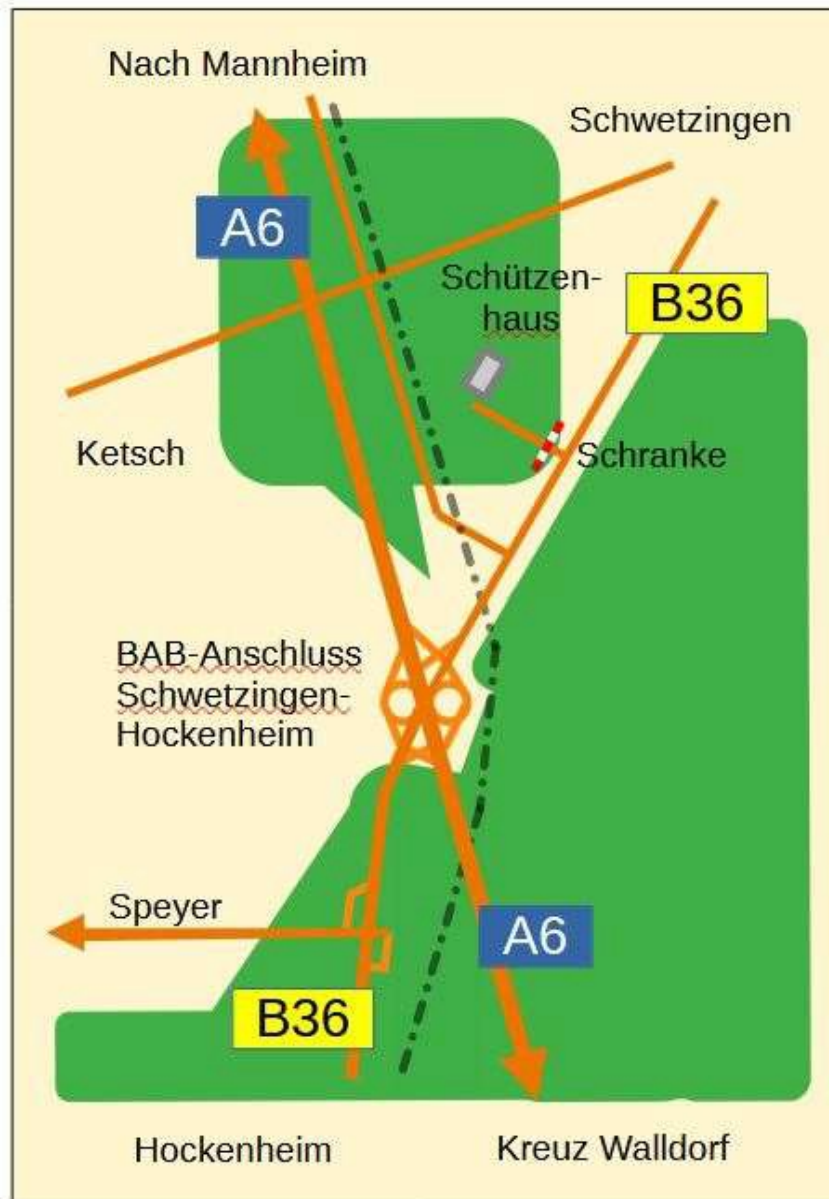 Nach Mannheim
Schwetzingen
A6
Schützen-
haus
B36
Ketsch
Schranke
BAB-Anschluss
Schwetzingen-
Hockenheim
Speyer
A6
B36
Hockenheim
Kreuz Walldorf